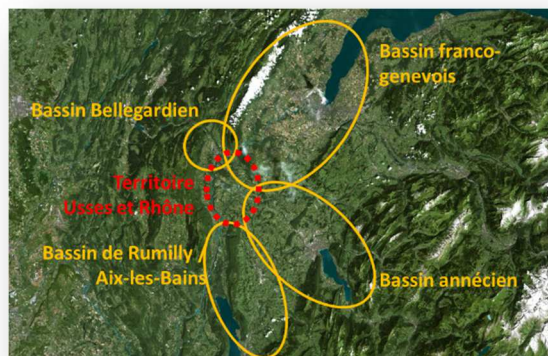 Bassin franco-
genevois
Bassin Bellegardien
Territoire
Usses et Rhône
Bassin de Rumilly /
Aix-les-Bains
Bassin annécien